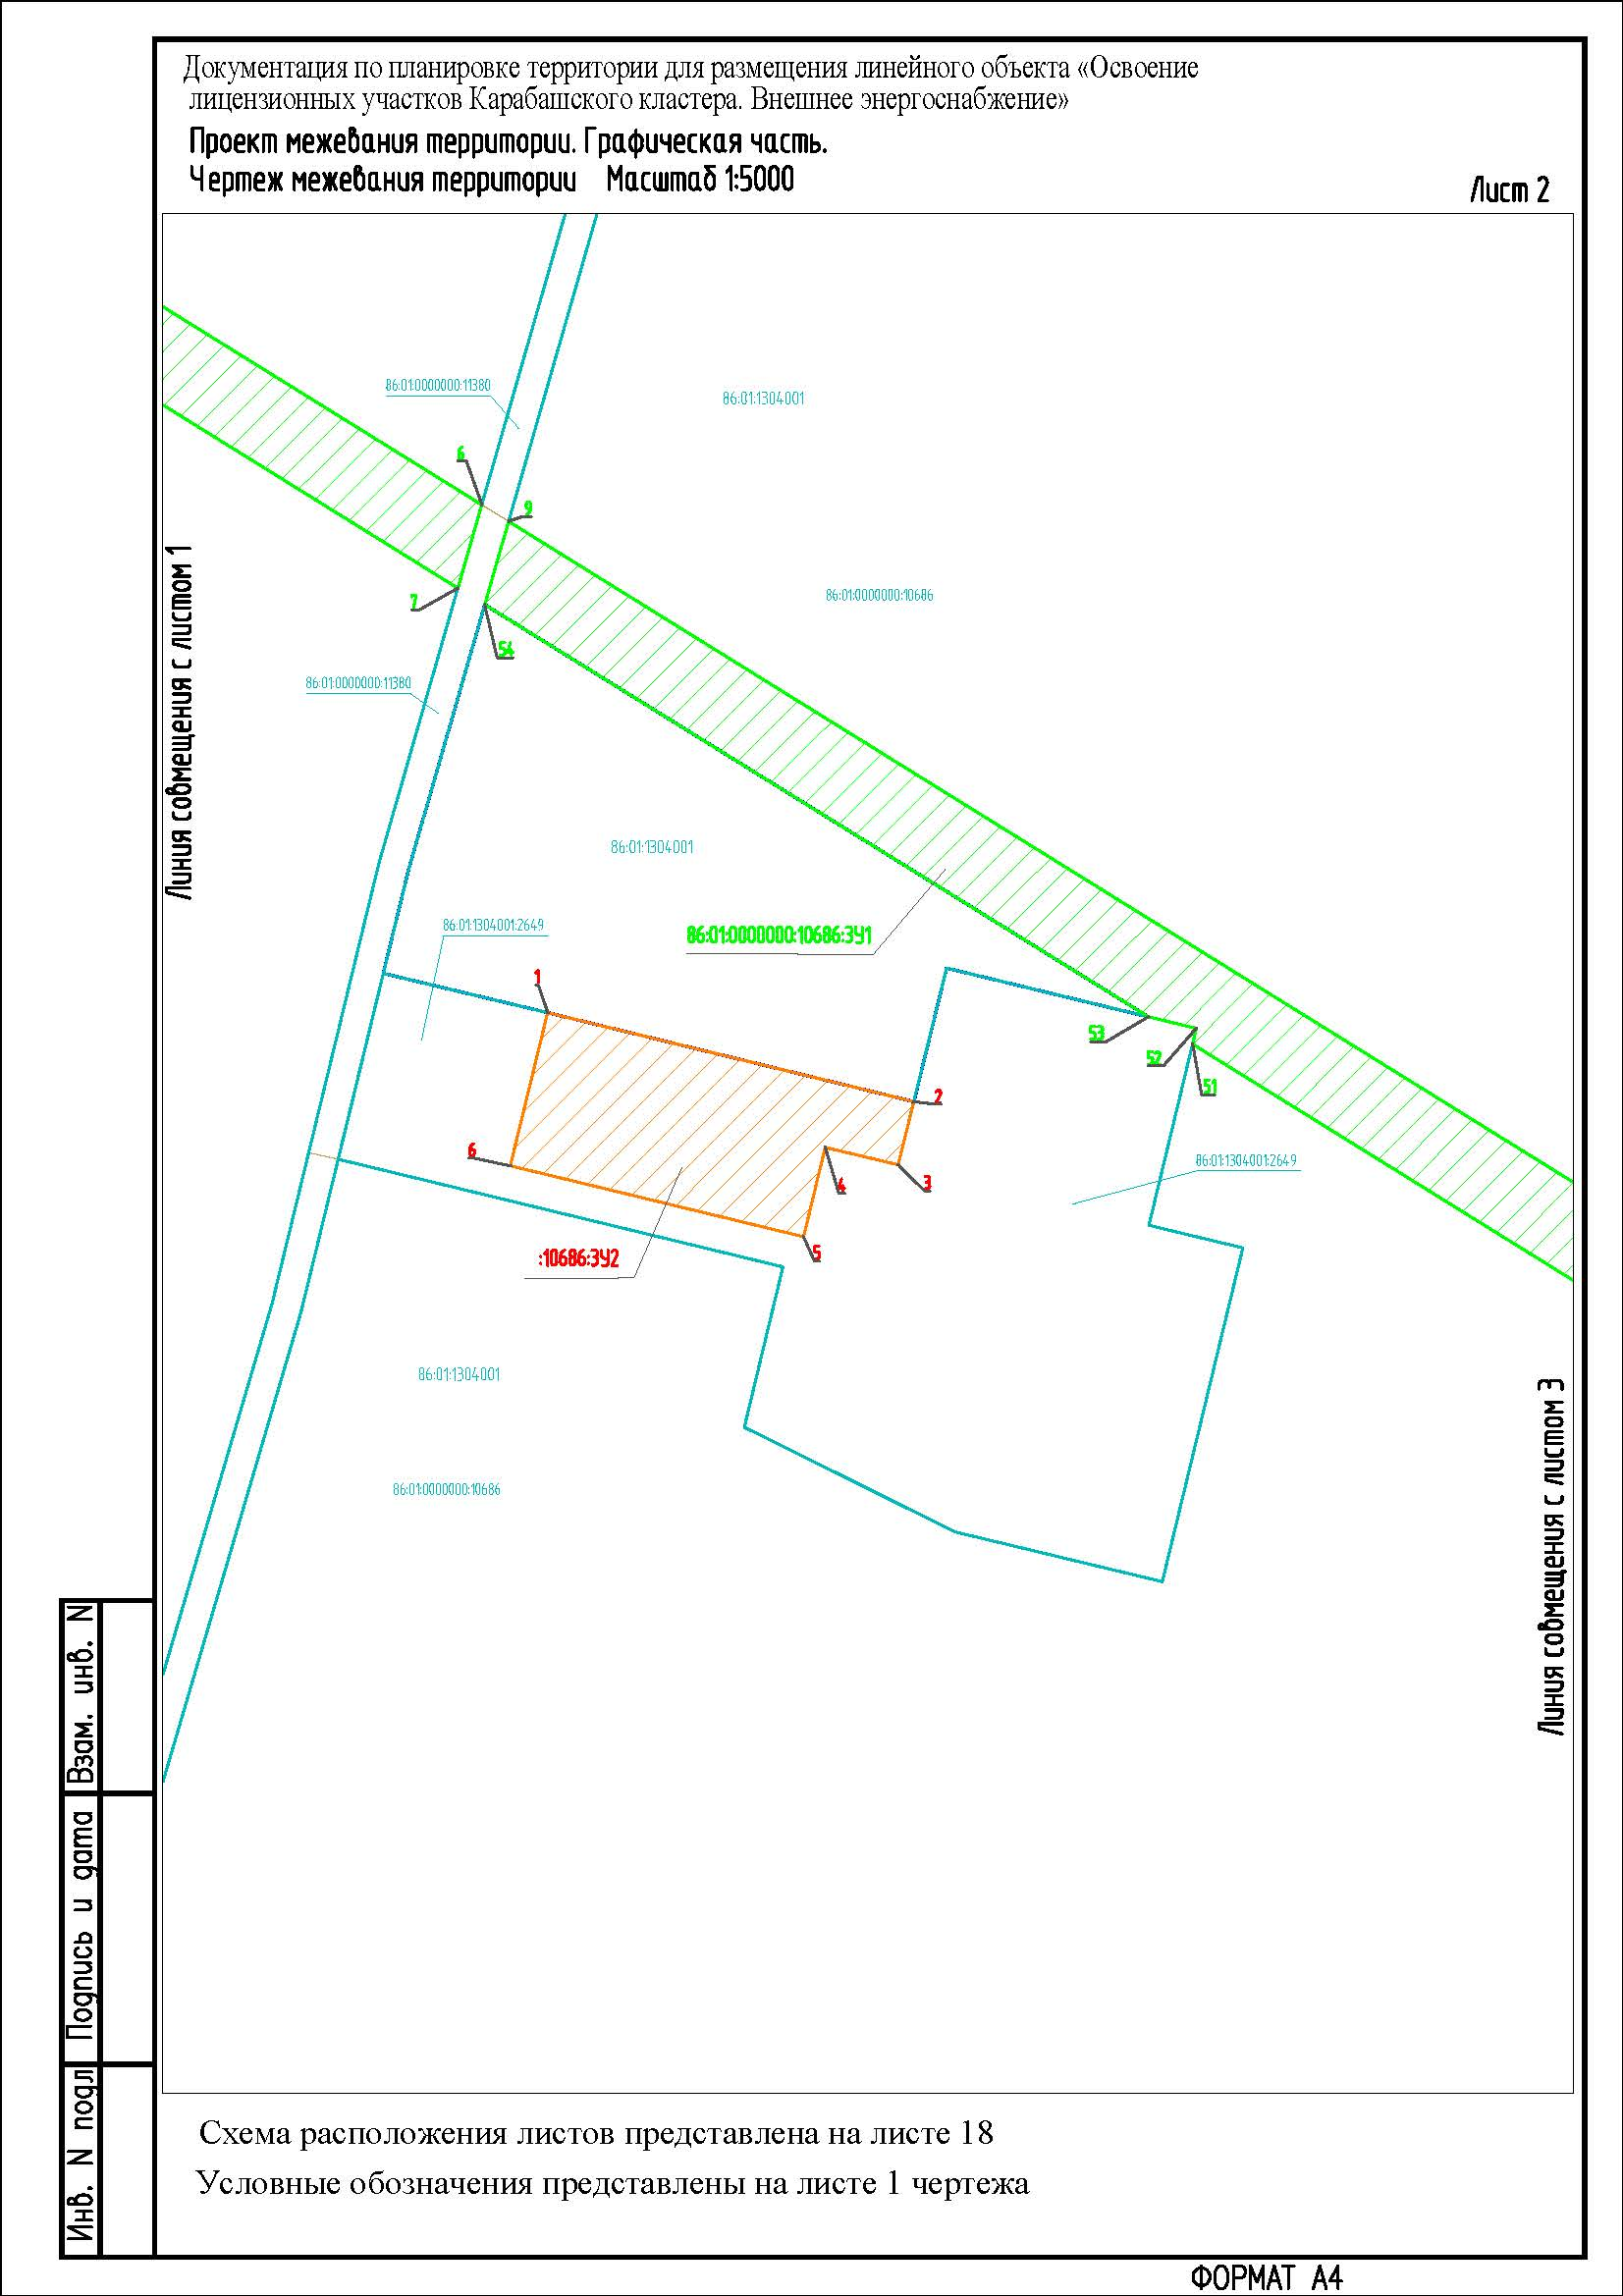 Документация по планировке территории для размещения линейного объекта «Освоение
лицензионных участков Карабашского кластера. Внешнее энергоснабжение»
Проект межевания территории. Графическая часть.
Чертеж межевания территории Масштаб 1:5000
Лист 2
86:01:0000000:11380
86:01:1304001
6
9
Линия совмещения с листом 1
7
86:01:0000000:10686
54
86:01:0000000:11380
86:01:1304001
86:01:1304001:2649
86:01:0000000:10686:ЗУ1
1
53
52
51
2
6
4
3
86:01:1304001:2649
5
:10686:ЗУ2
86:01:1304001
86:01:0000000:10686
Линия совмещения с листом 3
Взам. инв. N
Подпись и дата
Инв. N подл
Схема расположения листов представлена на листе 18
Условные обозначения представлены на листе 1 чертежа
ФОРМАТ А4